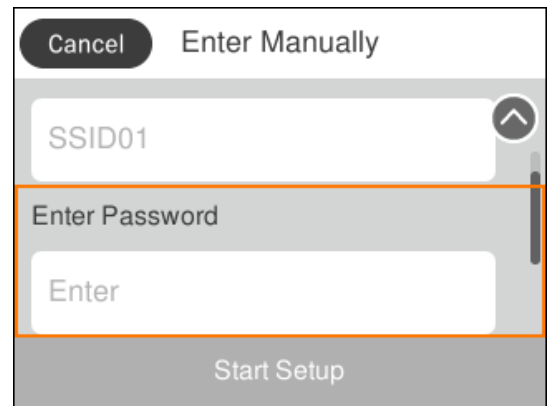 Cancel Enter Manually
SSID01
Enter Password
Enter
Start Setup